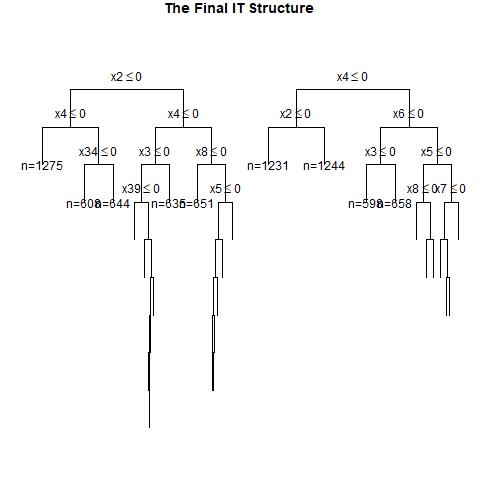 The Final IT Structure
x2 ≤ 0
x4 ≤ 0
x4 ≤ 0
x4 ≤ 0
x2 ≤ 0
x6 ≤ 0
n=1275
x34 ≤ 0
x3 ≤ 0
x8 ≤ 0
n=1231
n=1244
x3 ≤ 0
x5 ≤ 0
n=608
n=644
x39 ≤ 0
n=635
n=651
x5 ≤ 0
n=598
n=658
x8 ≤ 0
x7 ≤ 0